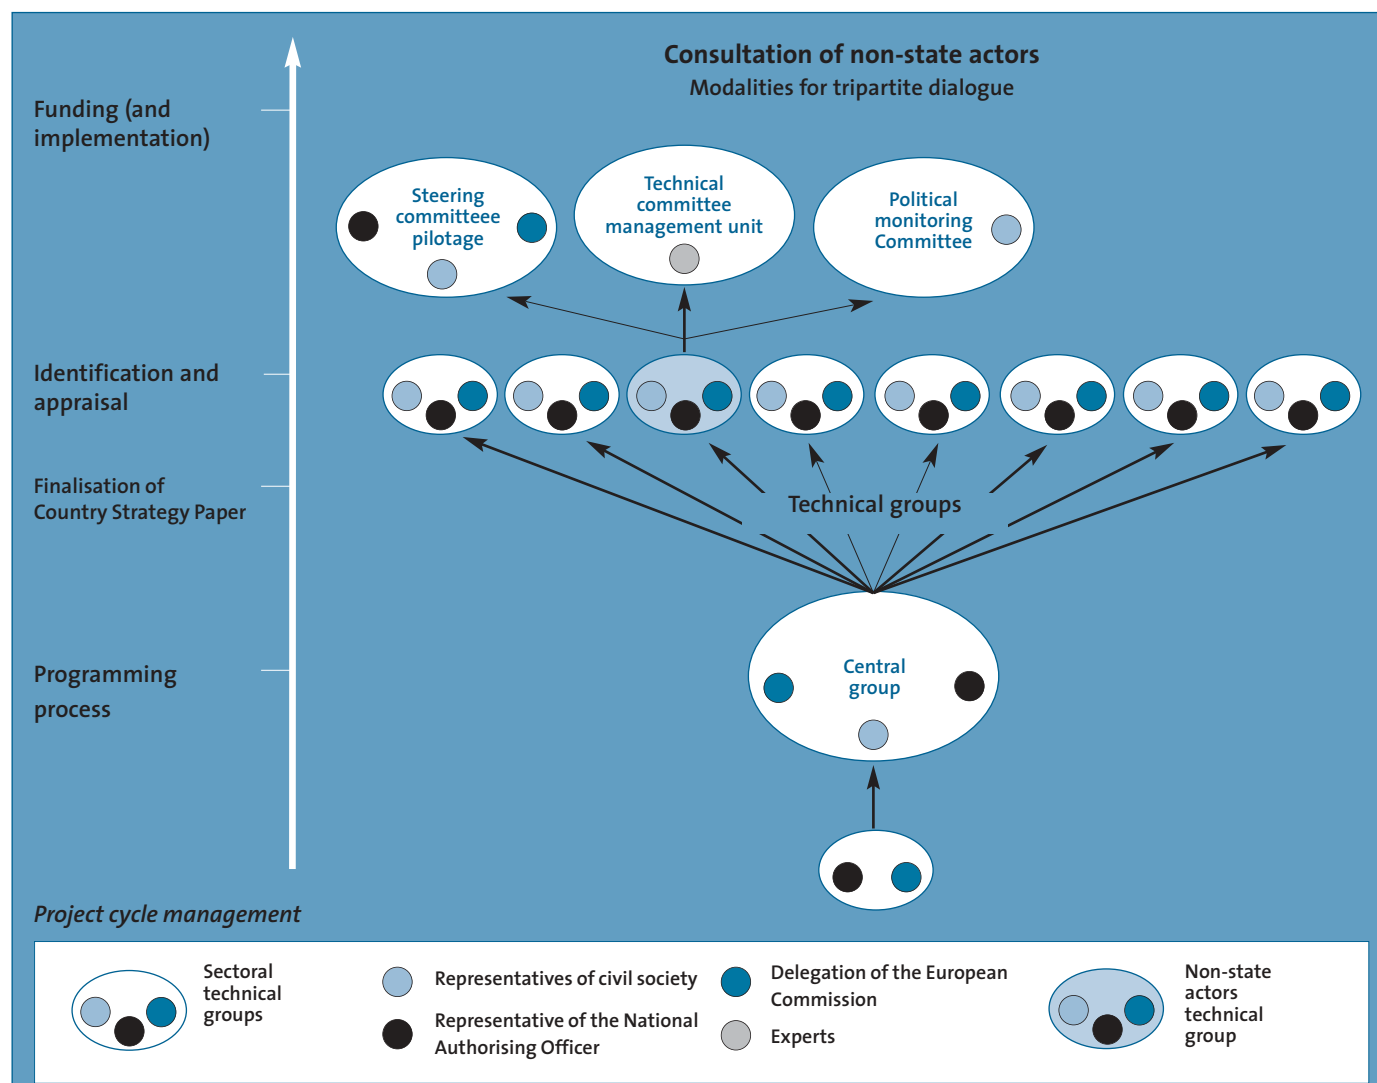 Consultation of non-state actors
Modalities for tripartite dialogue
Funding (and
implementation)
Steering
committeee
pilotage
Technical
committee
management unit
Political
monitoring
Committee
Identification and
appraisal
Finalisation of
Country Strategy Paper
Technical groups
Programming
process
Central
group
Project cycle management
Sectoral
technical
groups
Representatives of civil society
Representative of the National
Authorising Officer
Delegation of the European
Commission
Experts
Non-state
actors
technical
group